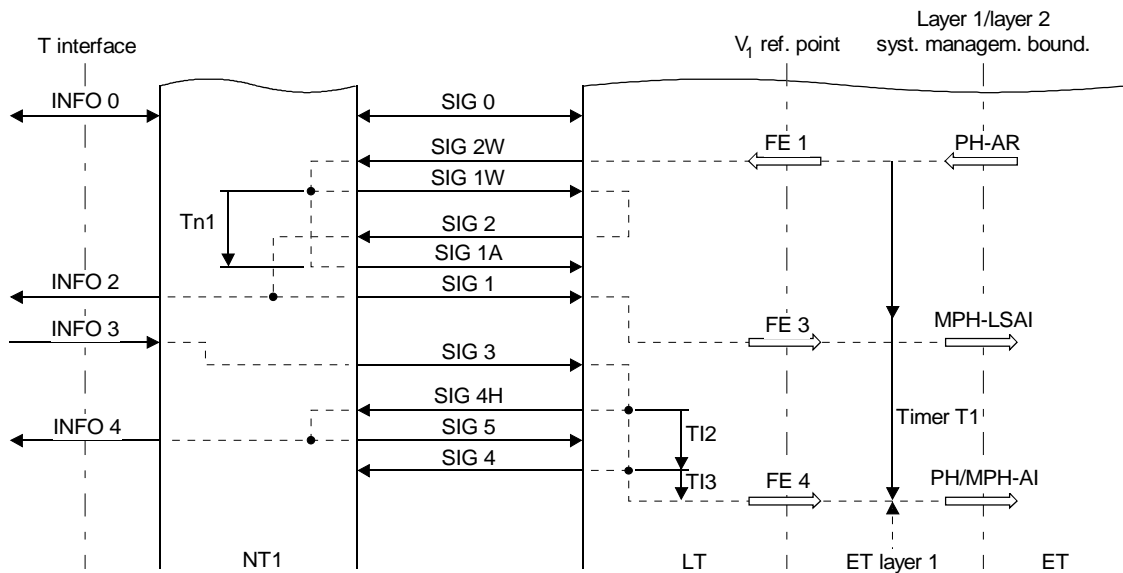 Layer 1/layer 2
T interface
V1 ref. point
syst. managem. bound.
INFO 0
SIG 0
SIG 2W
FE 1
PH-AR
SIG 1W
Tn1
SIG 2
SIG 1A
INFO 2
SIG 1
INFO 3
FE 3
MPH-LSAI
SIG 3
SIG 4H
INFO 4
SIG 5
TI2
Timer T1
SIG 4
TI3
FE 4
PH/MPH-AI
NT1
LT
ET layer 1
ET